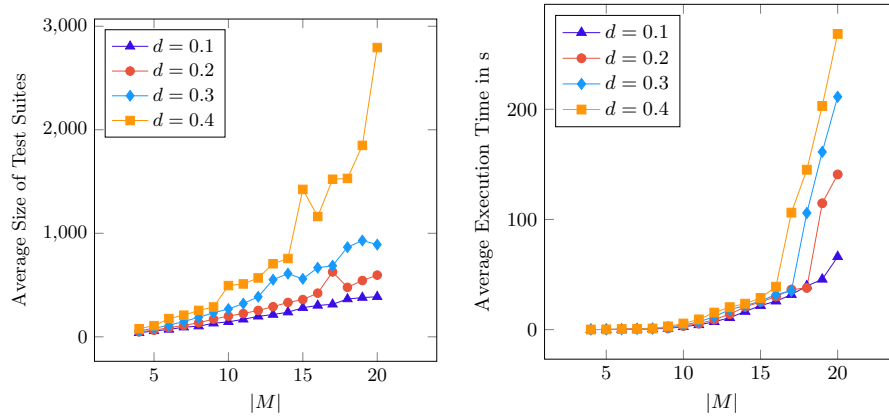 3,000
2,000
1,000
0
Average Size of Test Suites
d = 0.1
d = 0.2
d = 0.3
d = 0.4
5
10
15
20
|M|
200
100
0
Average Execution Time in s
d = 0.1
d = 0.2
d = 0.3
d = 0.4
5
10
15
20
|M|